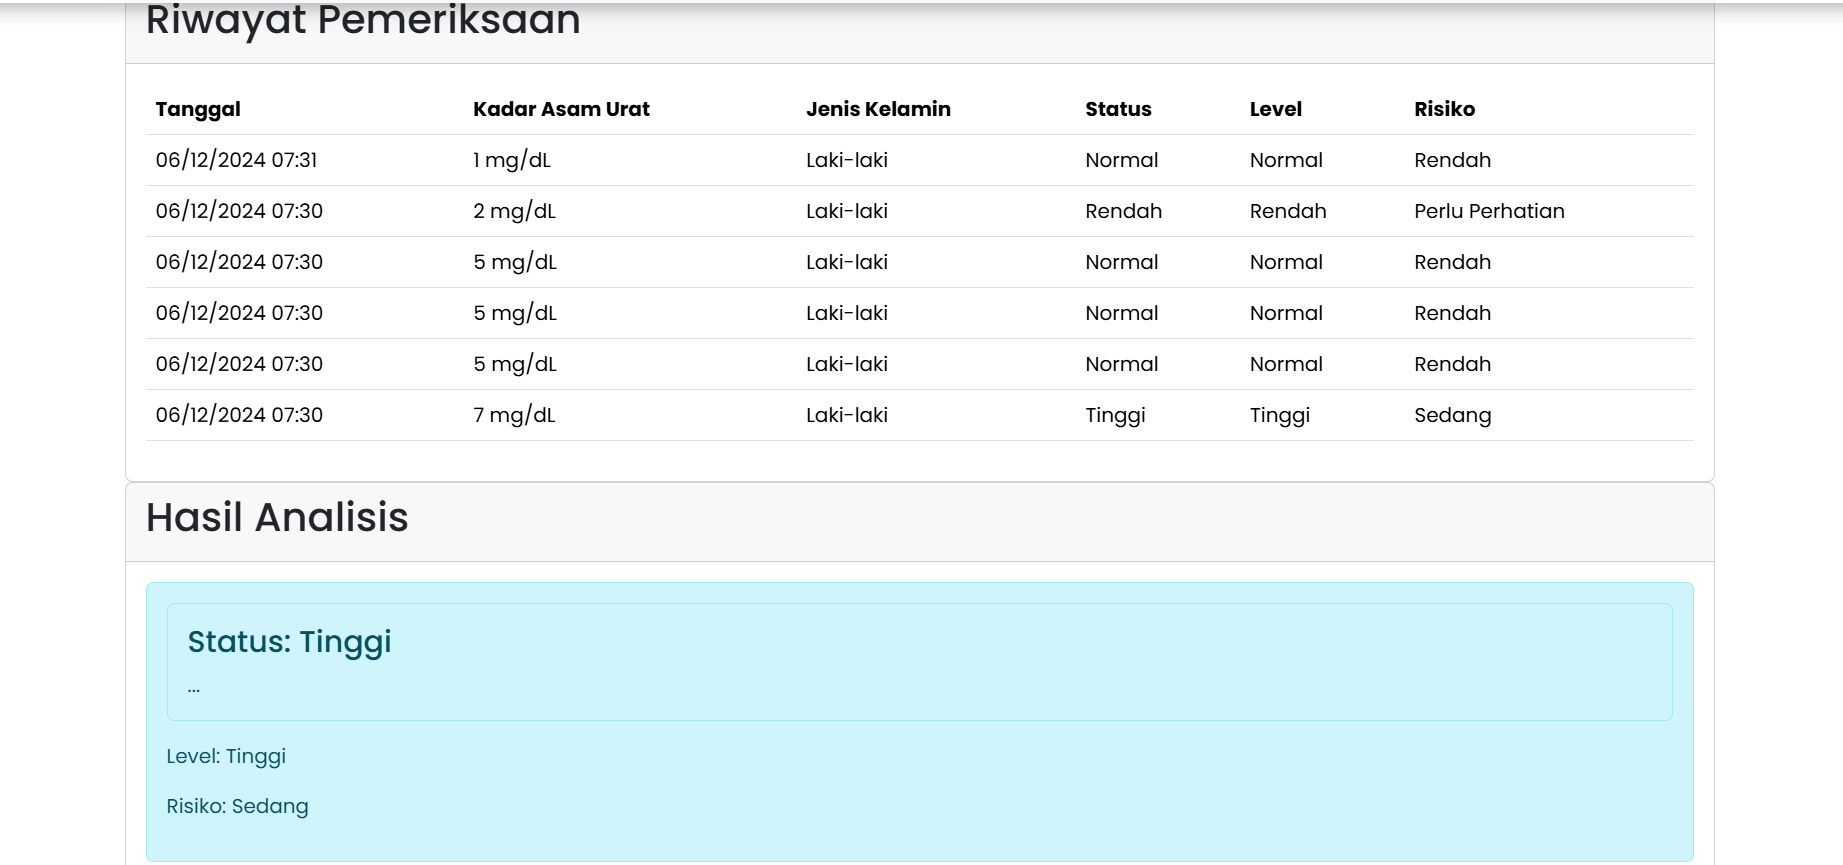 Riwayat Pemeriksaan
Tanggal Kadar Asam Urat Jenis Kelamin Status Level Risiko
06/12/2024 07:31 1 mg/dL Laki-laki Normal Normal Rendah
06/12/2024 07:30 2 mg/dL Laki-laki Rendah Rendah Perlu Perhatian
06/12/2024 07:30 5 mg/dL Laki-laki Normal Normal Rendah
06/12/2024 07:30 5 mg/dL Laki-laki Normal Normal Rendah
06/12/2024 07:30 5 mg/dL Laki-laki Normal Normal Rendah
06/12/2024 07:30 7 mg/dL Laki-laki Tinggi Tinggi Sedang
Hasil Analisis
Status: Tinggi
...
Level: Tinggi
Risiko: Sedang